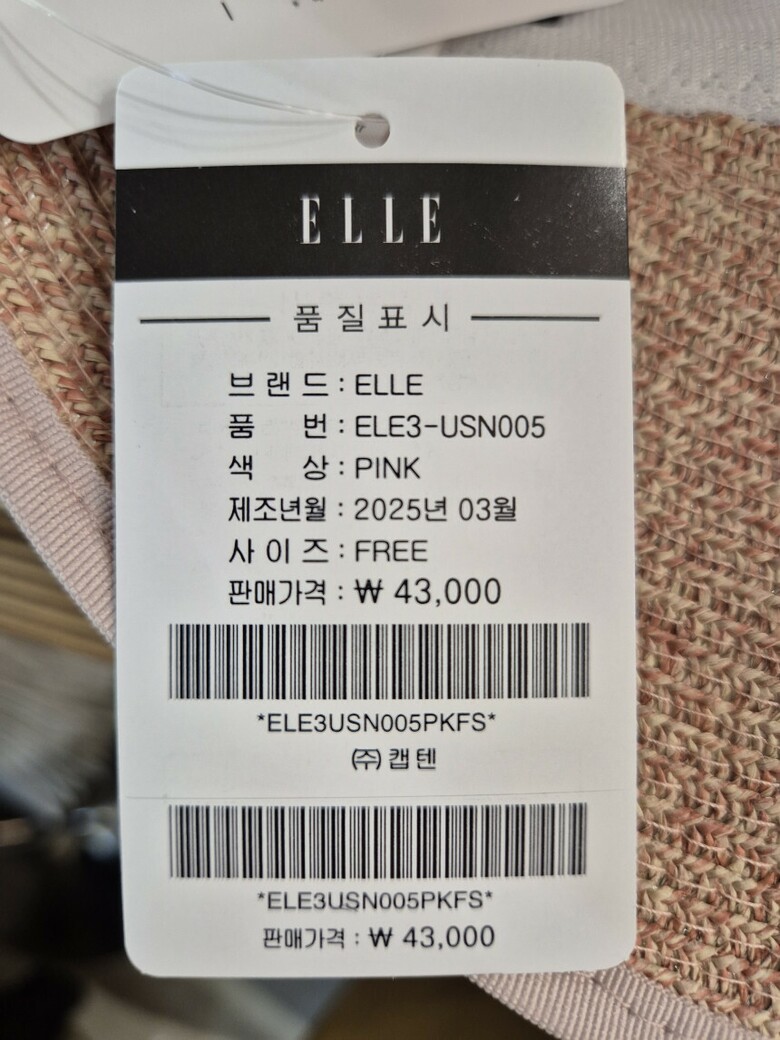 ELLE
품질표시
브랜드 : ELLE
품 번 : ELE3-USN005
색 상 : PINK
제조년월 : 2025년 03월
사이즈 : FREE
판매가격 : ₩ 43,000
*ELE3USN005PKFS*
㈜캡텐
*ELE3USN005PKFS*
판매가격 : ₩ 43,000